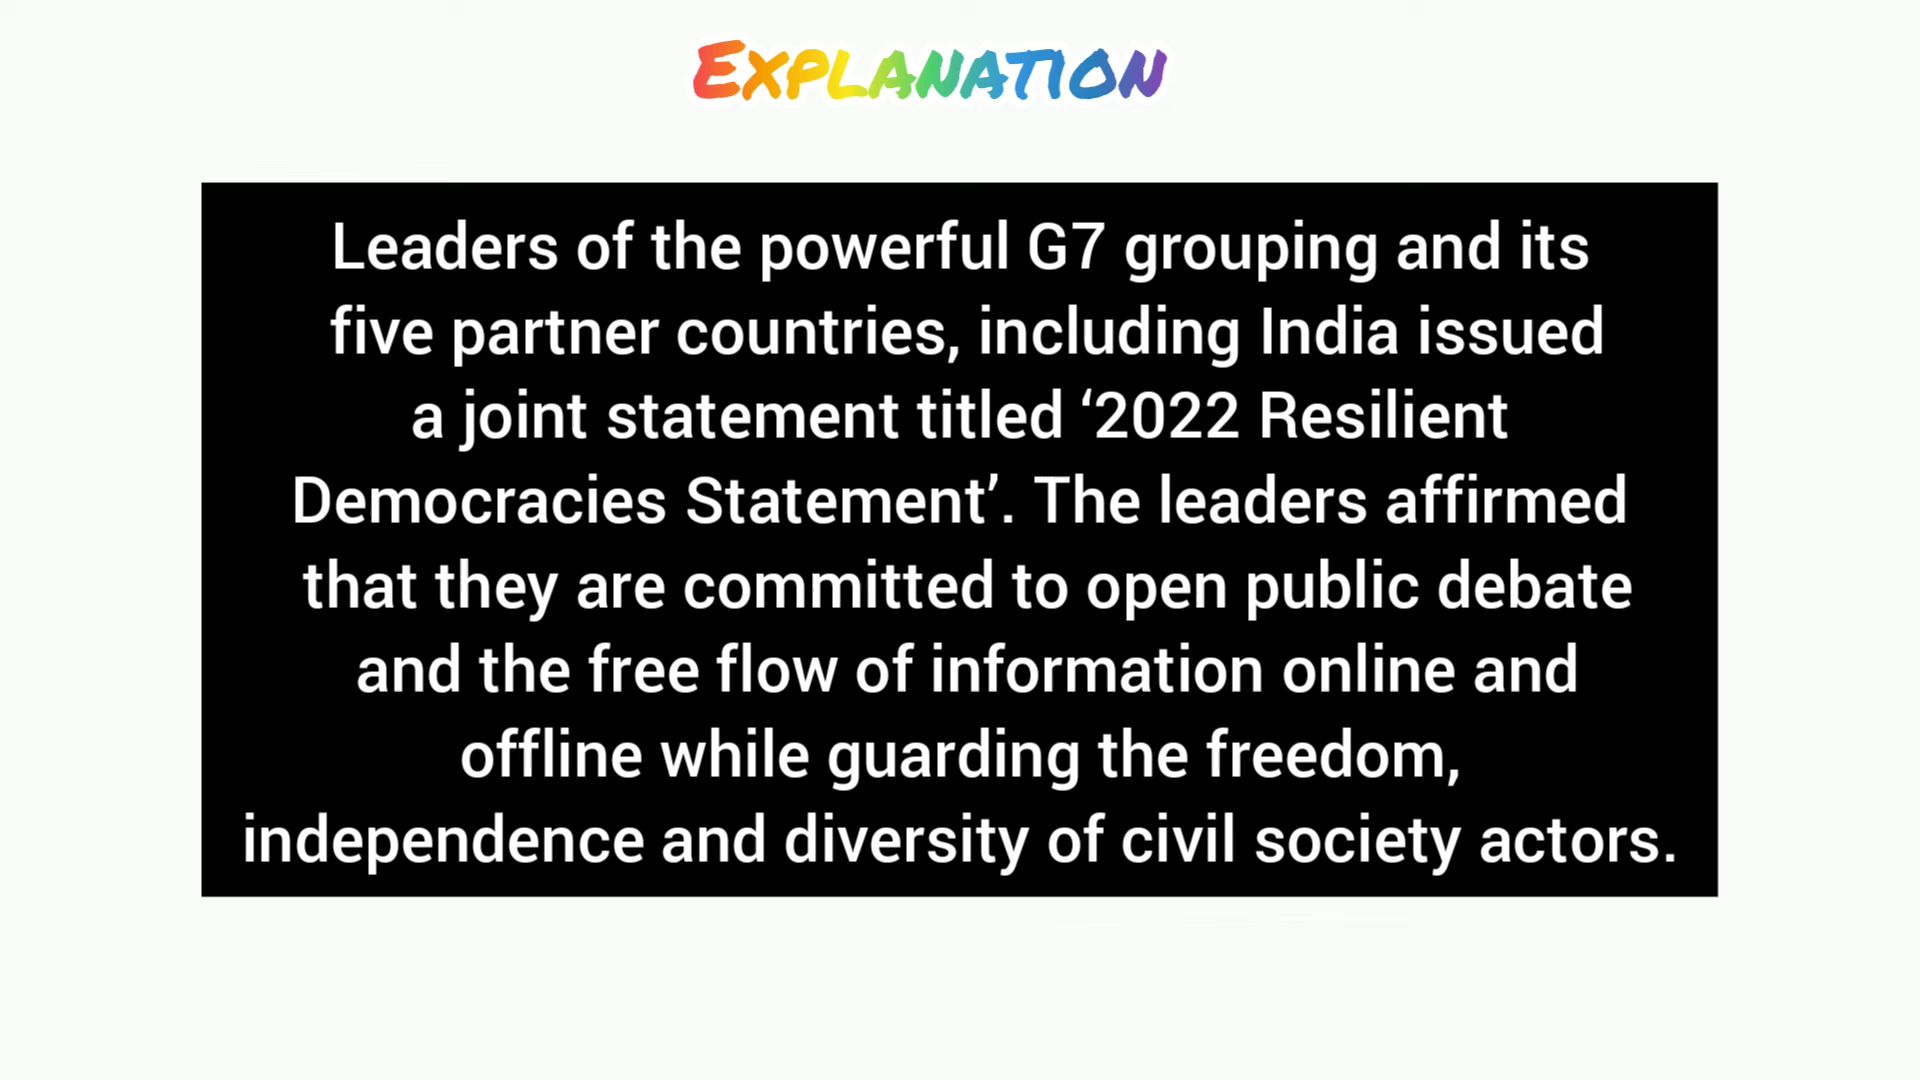 EXPLANATION
Leaders of the powerful G7 grouping and its
five partner countries, including India issued
a joint statement titled ‘2022 Resilient
Democracies Statement’. The leaders affirmed
that they are committed to open public debate
and the free flow of information online and
offline while guarding the freedom,
independence and diversity of civil society actors.